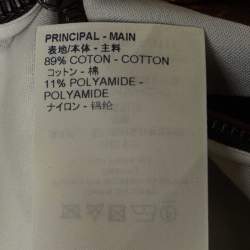 PRINCIPAL - MAIN
表地/本体 - 主料
89% COTON - COTTON
コットン - 棉
11% POLYAMIDE -
POLYAMIDE
ナイロン - 锦纶